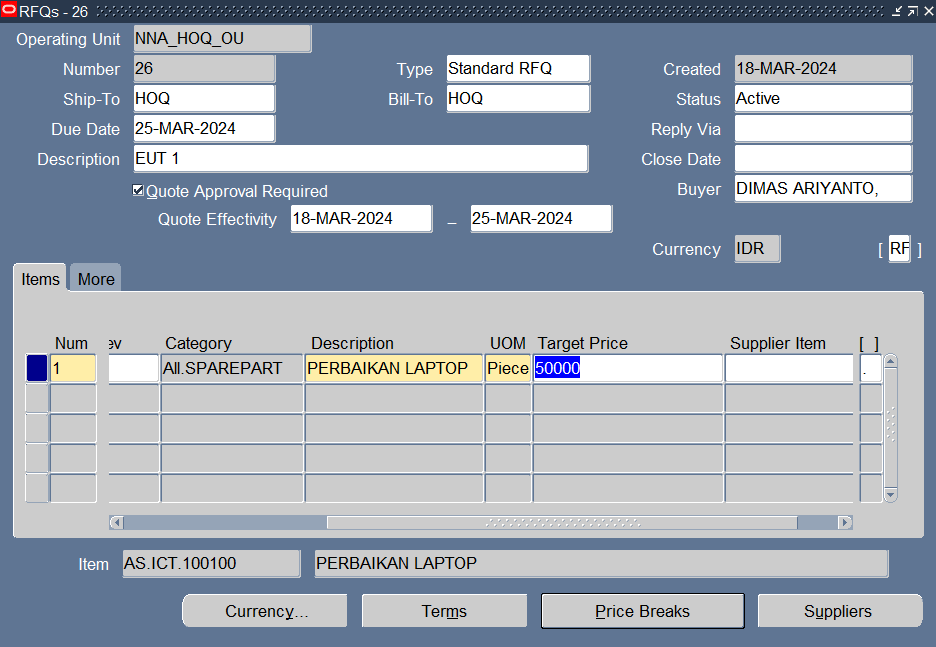 RFQs - 26
Operating Unit NNA_HOQ_OU
Number 26 Type Standard RFQ Created 18-MAR-2024
Ship-To HOQ Bill-To HOQ Status Active
Due Date 25-MAR-2024 Reply Via
Description EUT 1 Close Date
Quote Approval Required Buyer DIMAS ARIYANTO,
Quote Effectivity 18-MAR-2024 – 25-MAR-2024
Currency IDR [ RF ]
Items More
Num ev Category Description UOM Target Price Supplier Item [ ]
1 All.SPAREPART PERBAIKAN LAPTOP Piece 50000 .
Item AS.ICT.100100 PERBAIKAN LAPTOP
Currency... Terms Price Breaks Suppliers